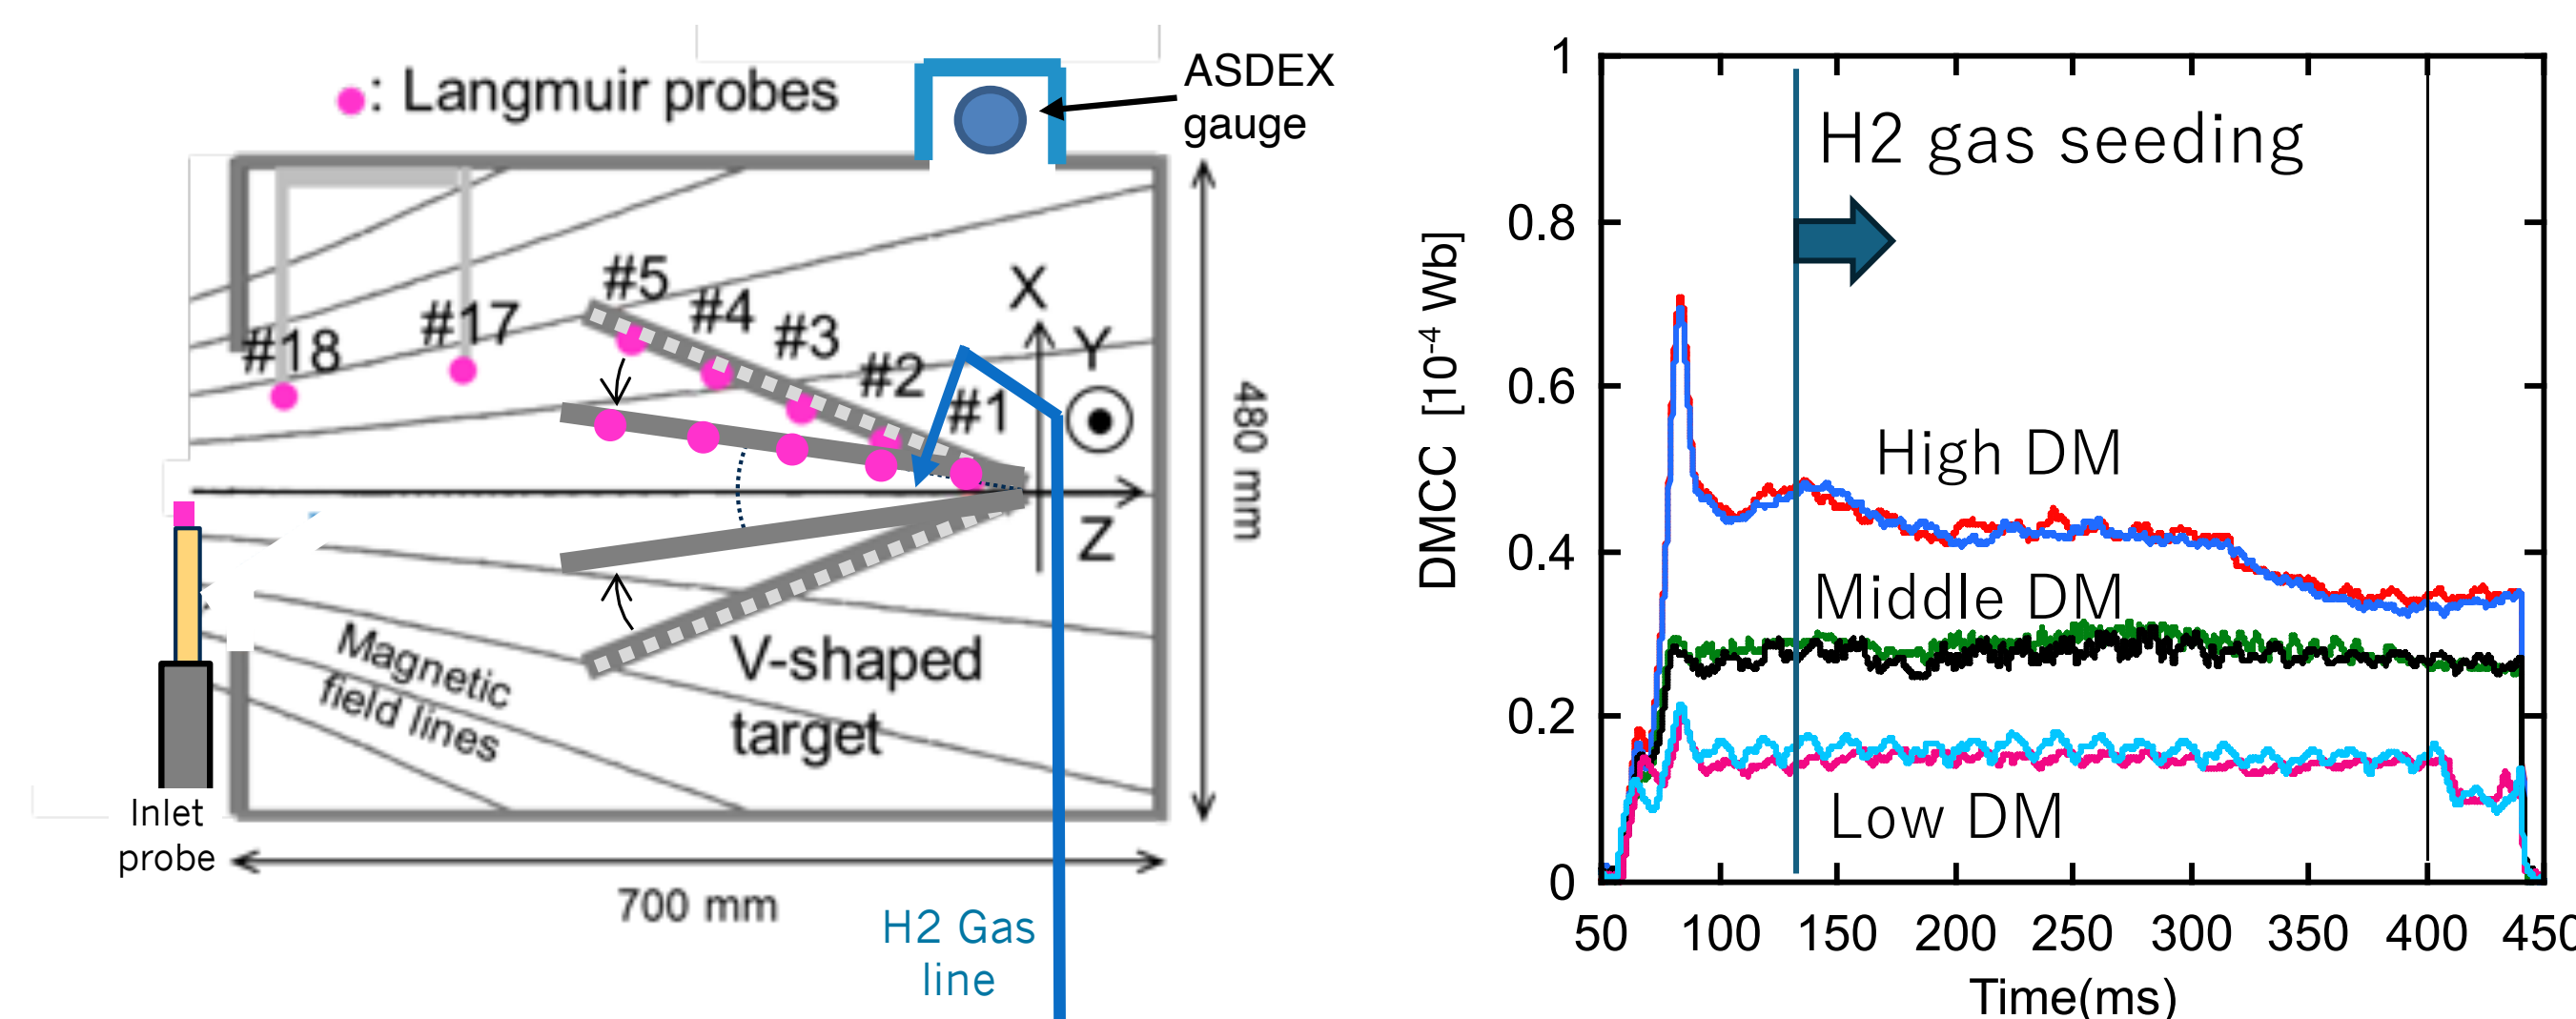 : Langmuir probes
ASDEX
gauge
#5
#4
#3
#2
#1
#17
#18
X
Y
Z
480 mm
V-shaped
target
Magnetic
field lines
Inlet
probe
700 mm
H2 Gas
line
DMCC [10-4 Wb]
1
0.8
0.6
0.4
0.2
0
H2 gas seeding
High DM
Middle DM
Low DM
50 100 150 200 250 300 350 400 450
Time(ms)